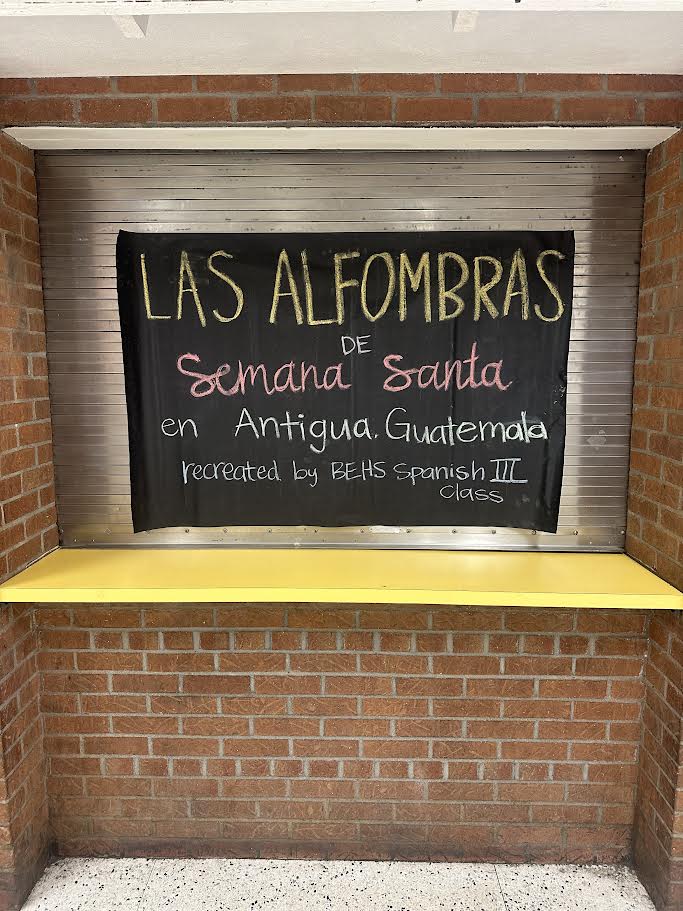 LAS ALFOMBRAS
DE
Semana Santa
en Antigua, Guatemala
recreated by BEHS Spanish III
class